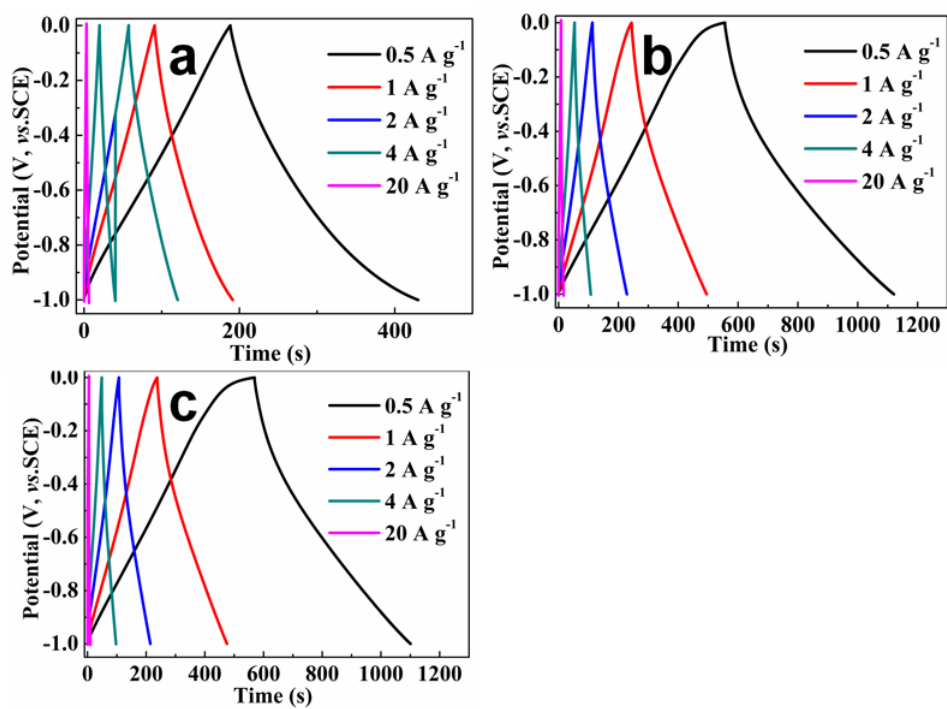 a
0.5 A g⁻¹
1 A g⁻¹
2 A g⁻¹
4 A g⁻¹
20 A g⁻¹
Potential (V, vs.SCE)
0.0
-0.2
-0.4
-0.6
-0.8
-1.0
0 200 400
Time (s)
b
0.5 A g⁻¹
1 A g⁻¹
2 A g⁻¹
4 A g⁻¹
20 A g⁻¹
Potential (V, vs.SCE)
0.0
-0.2
-0.4
-0.6
-0.8
-1.0
0 200 400 600 800 1000 1200
Time (s)
c
0.5 A g⁻¹
1 A g⁻¹
2 A g⁻¹
4 A g⁻¹
20 A g⁻¹
Potential (V, vs.SCE)
0.0
-0.2
-0.4
-0.6
-0.8
-1.0
0 200 400 600 800 1000 1200
Time (s)